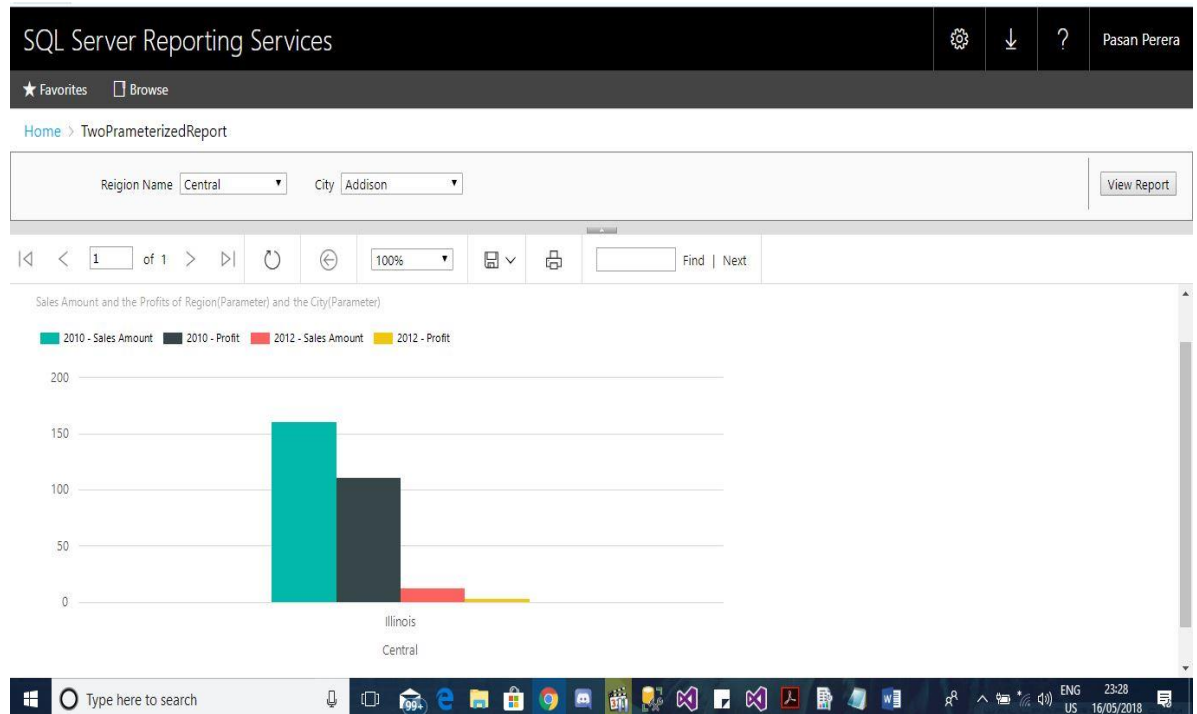 SQL Server Reporting Services
? Pasan Perera
Favorites Browse
Home > TwoPrameterizedReport
Reigion Name Central City Addison View Report
1 of 1 100% Find | Next
Sales Amount and the Profits of Region(Parameter) and the City(Parameter)
2010 - Sales Amount 2010 - Profit 2012 - Sales Amount 2012 - Profit
200
150
100
50
0
Illinois
Central
Type here to search 99+ ENG 23:28
US 16/05/2018